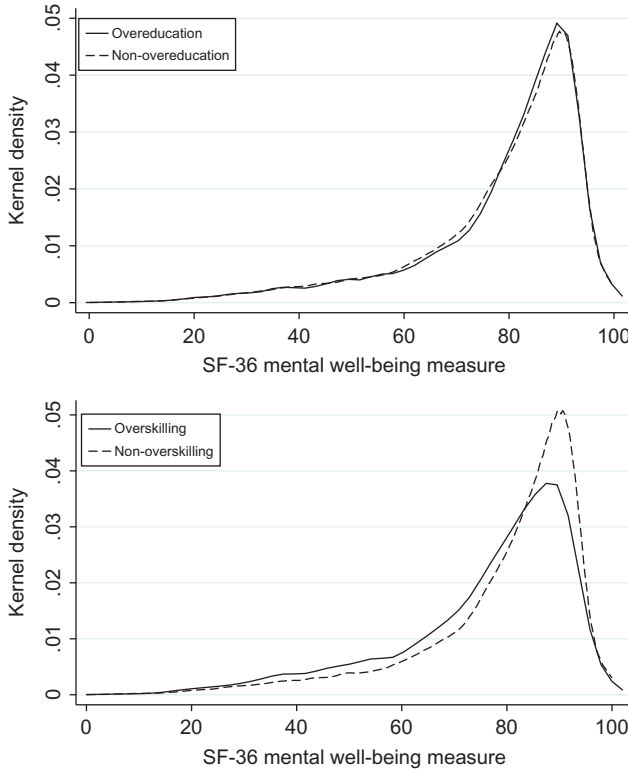 .05
.04
.03
.02
.01
0
Kernel density
Overeducation
Non-overeducation
0 20 40 60 80 100
SF-36 mental well-being measure
.05
.04
.03
.02
.01
0
Kernel density
Overskilling
Non-overskilling
0 20 40 60 80 100
SF-36 mental well-being measure